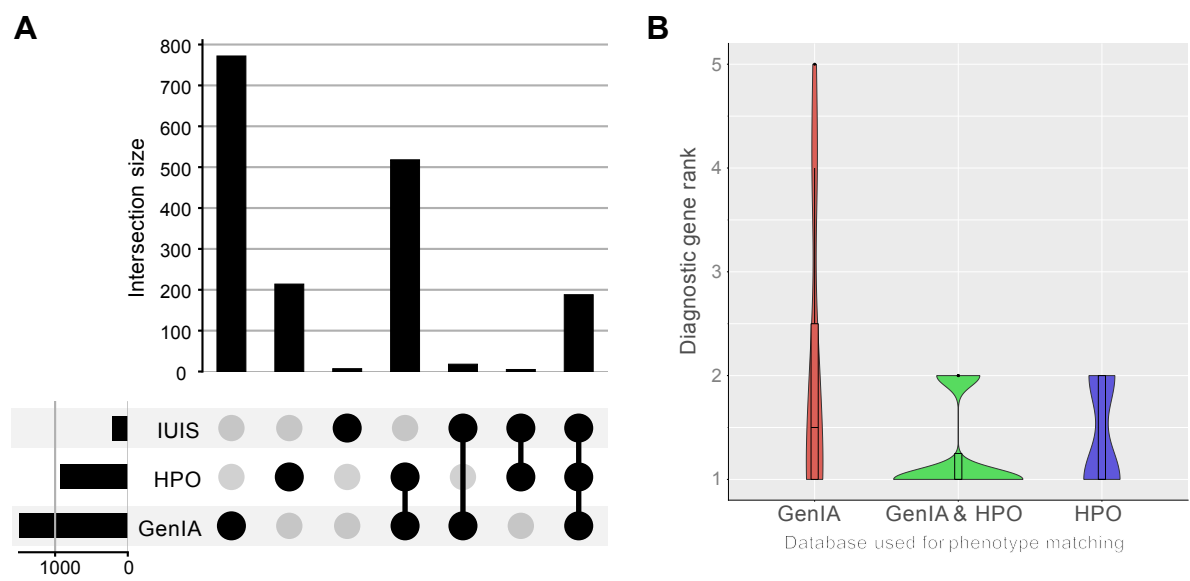 A
B
Intersection size
800
700
600
500
400
300
200
100
0
IUIS
HPO
GenIA
1000
0
Diagnostic gene rank
5
4
3
2
1
GenIA
GenIA & HPO
HPO
Database used for phenotype matching